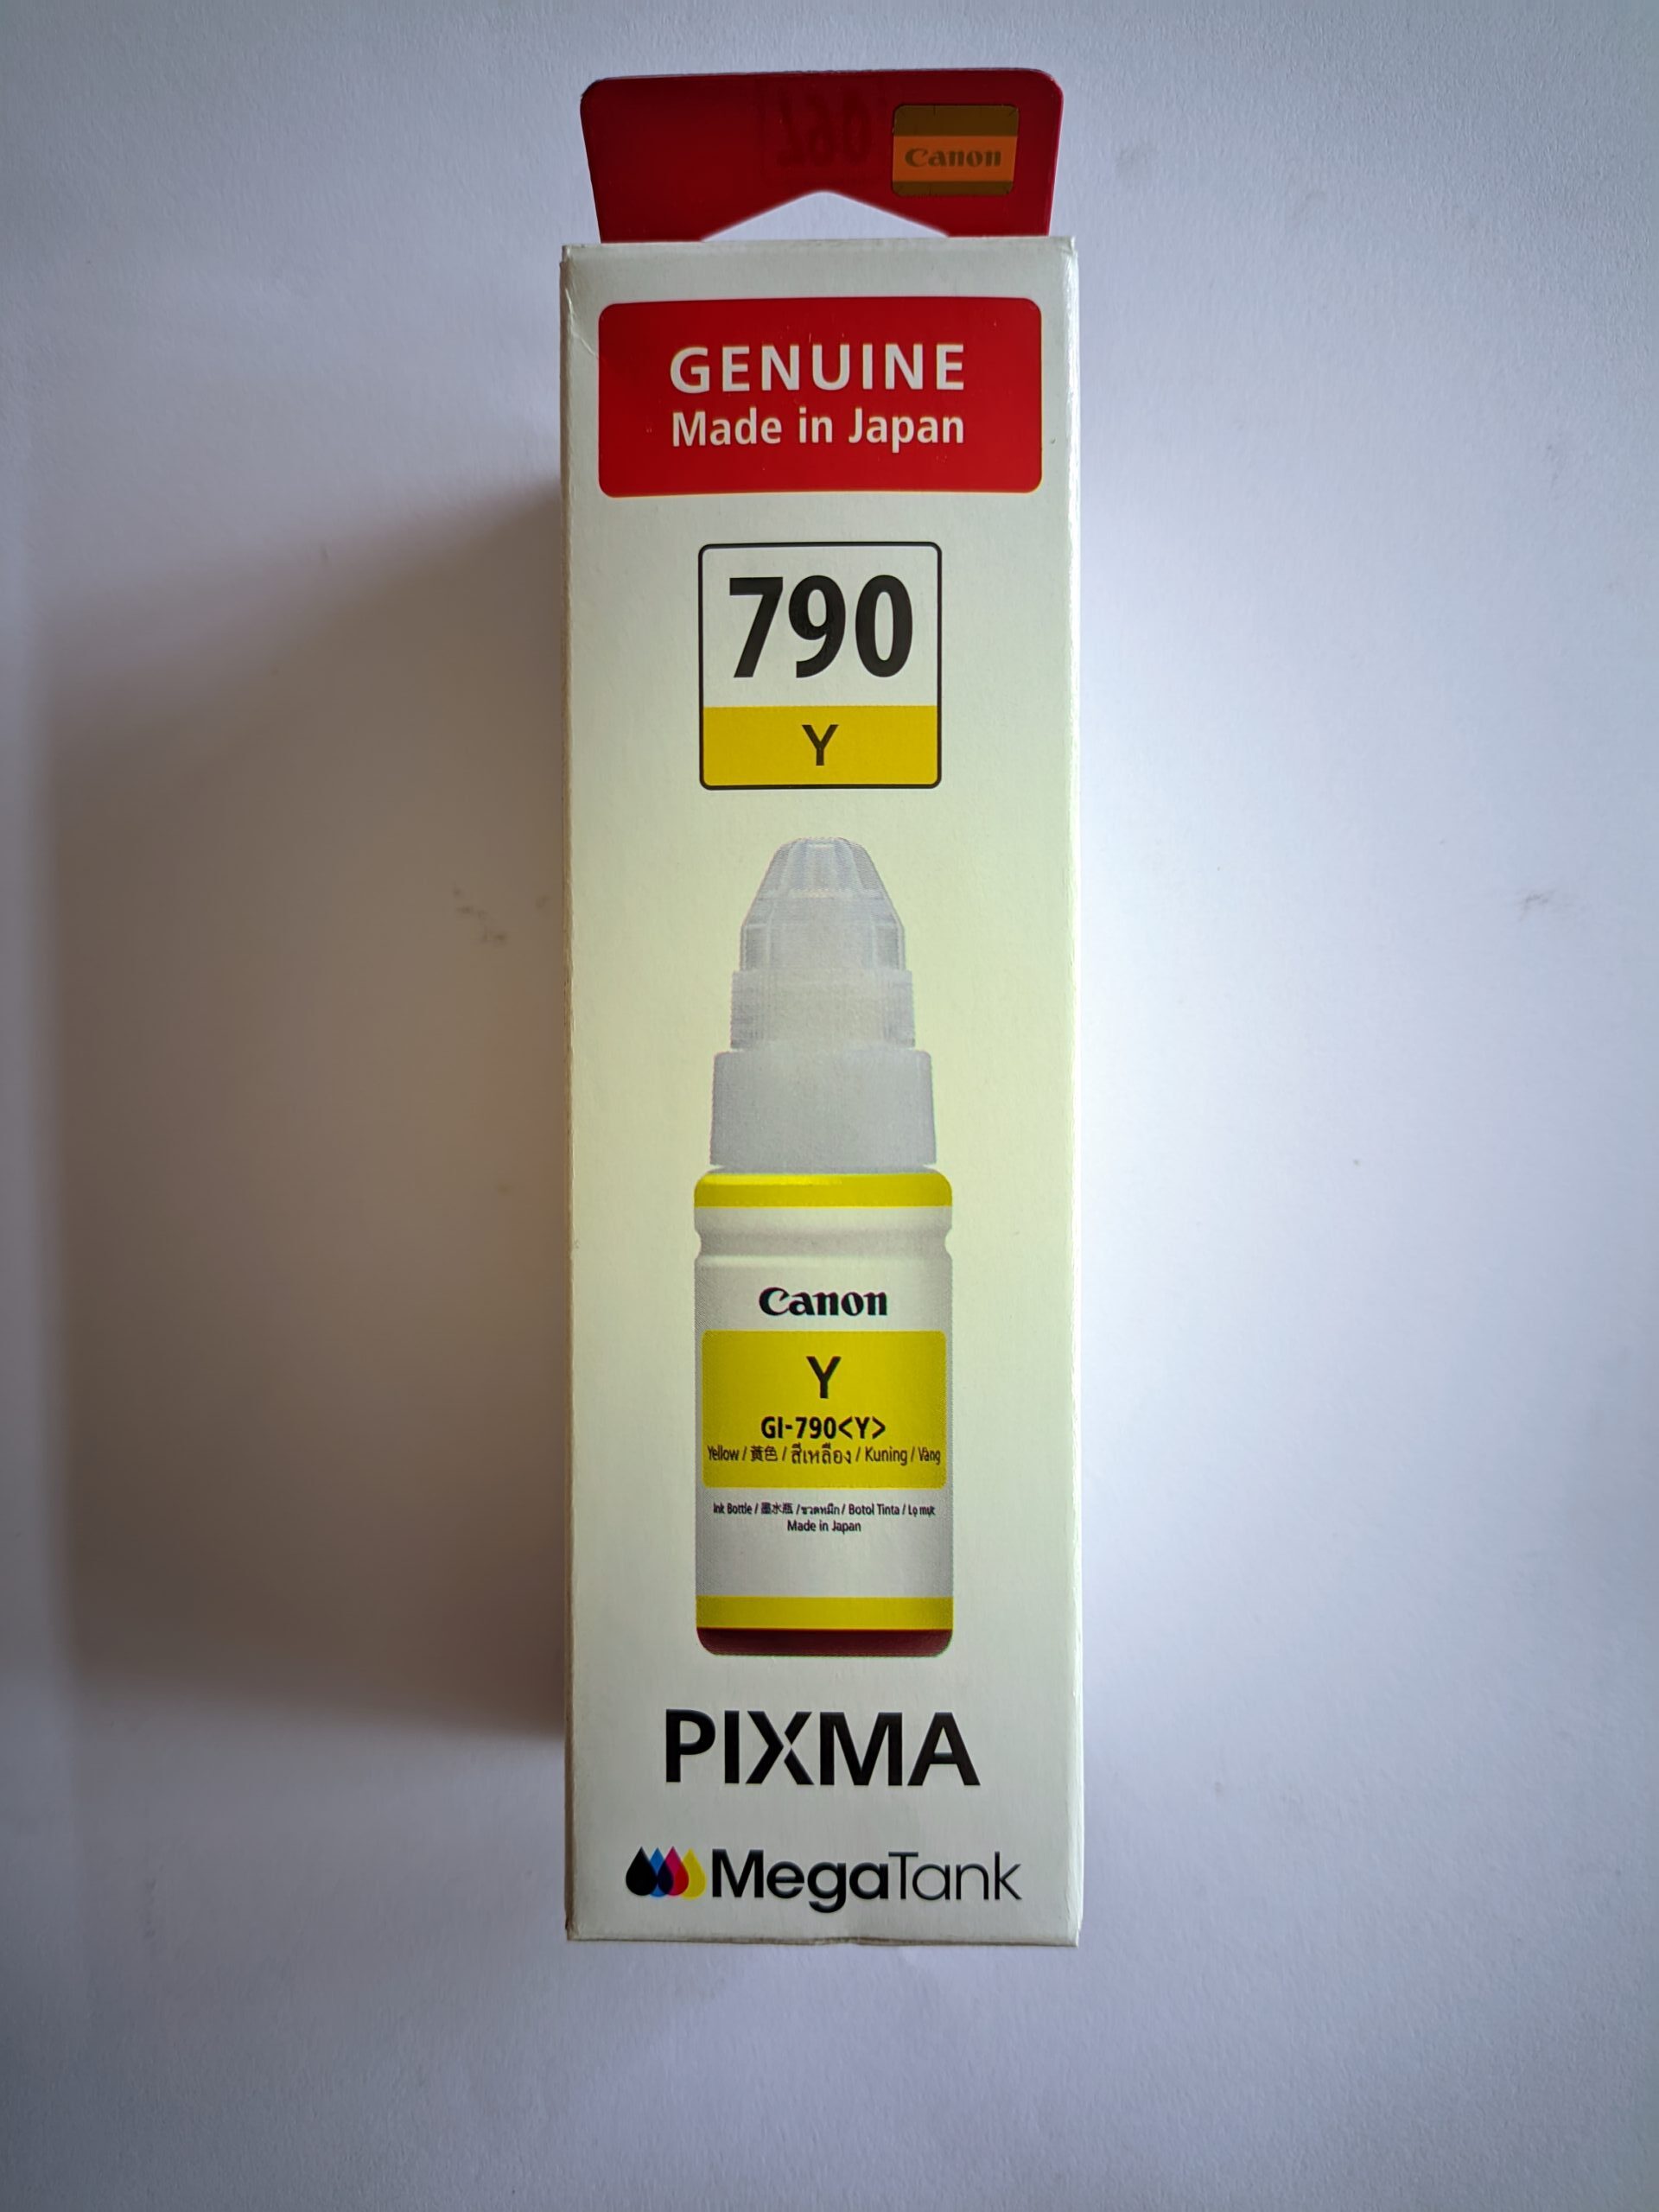 790
Canon
GENUINE
Made in Japan
790
Y
Canon
Y
GI-790<Y>
Yellow / 黃色 / สีเหลือง / Kuning / Vàng
Ink Bottle / 墨水瓶 / ขวดหมึก / Botol Tinta / Lọ mực
Made in Japan
PIXMA
MegaTank